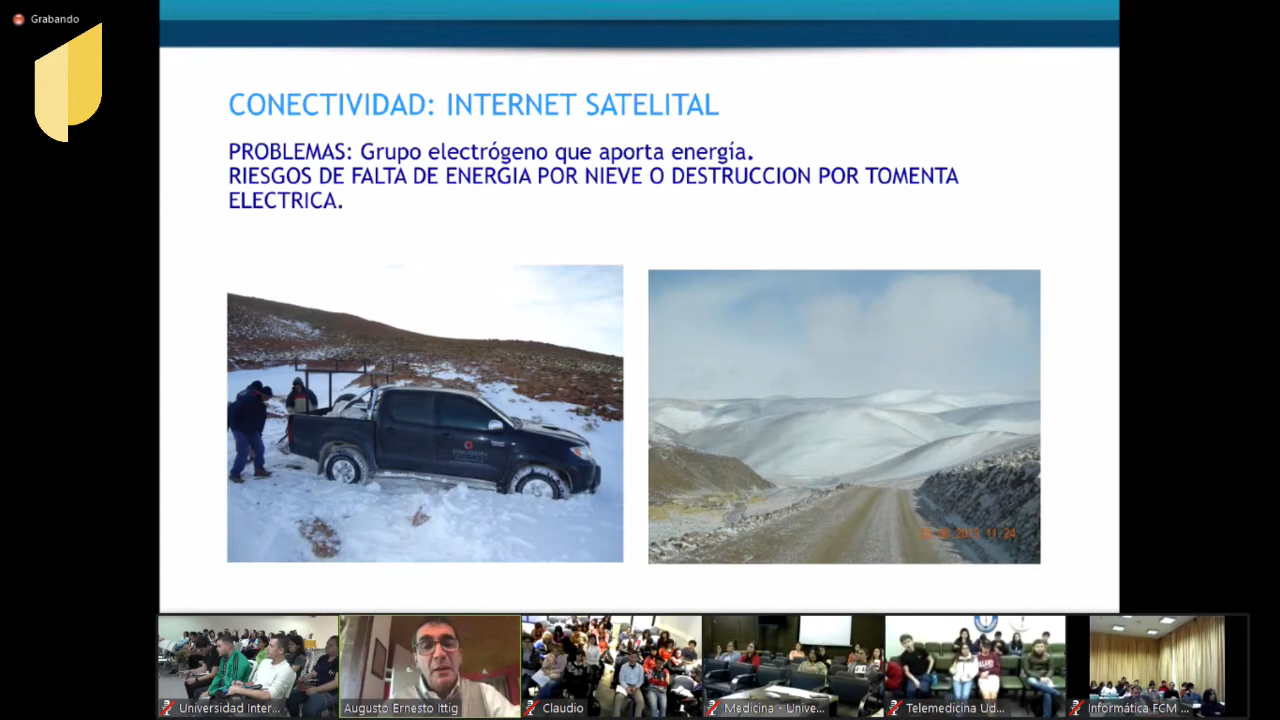 Grabando
CONECTIVIDAD: INTERNET SATELITAL
PROBLEMAS: Grupo electrógeno que aporta energía.
RIESGOS DE FALTA DE ENERGIA POR NIEVE O DESTRUCCION POR TOMENTA
ELECTRICA.
Universidad Inter...
Augusto Ernesto Ittig
Claudio
Medicina - Unive...
Telemedicina Ud...
Informática FCM ...